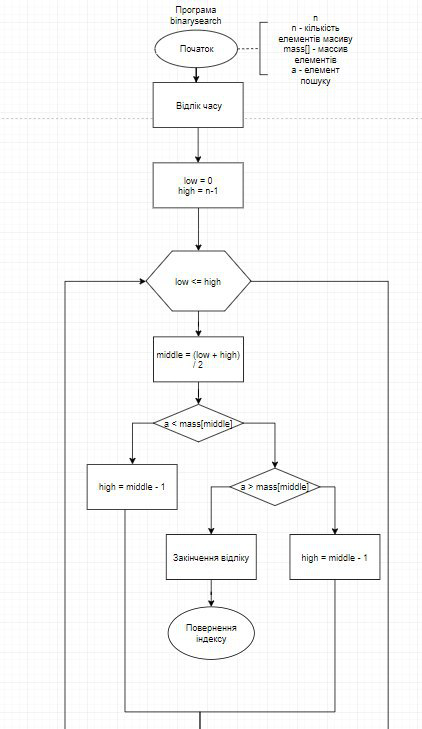 Програма
binarysearch
Початок
n
n - кількість
елементів масиву
mass[] - массив
елементів
a - елемент
пошуку
Відлік часу
low = 0
high = n-1
low <= high
middle = (low + high)
/ 2
a < mass[middle]
high = middle - 1
a > mass[middle]
Закінчення відліку
high = middle - 1
Повернення
індексу